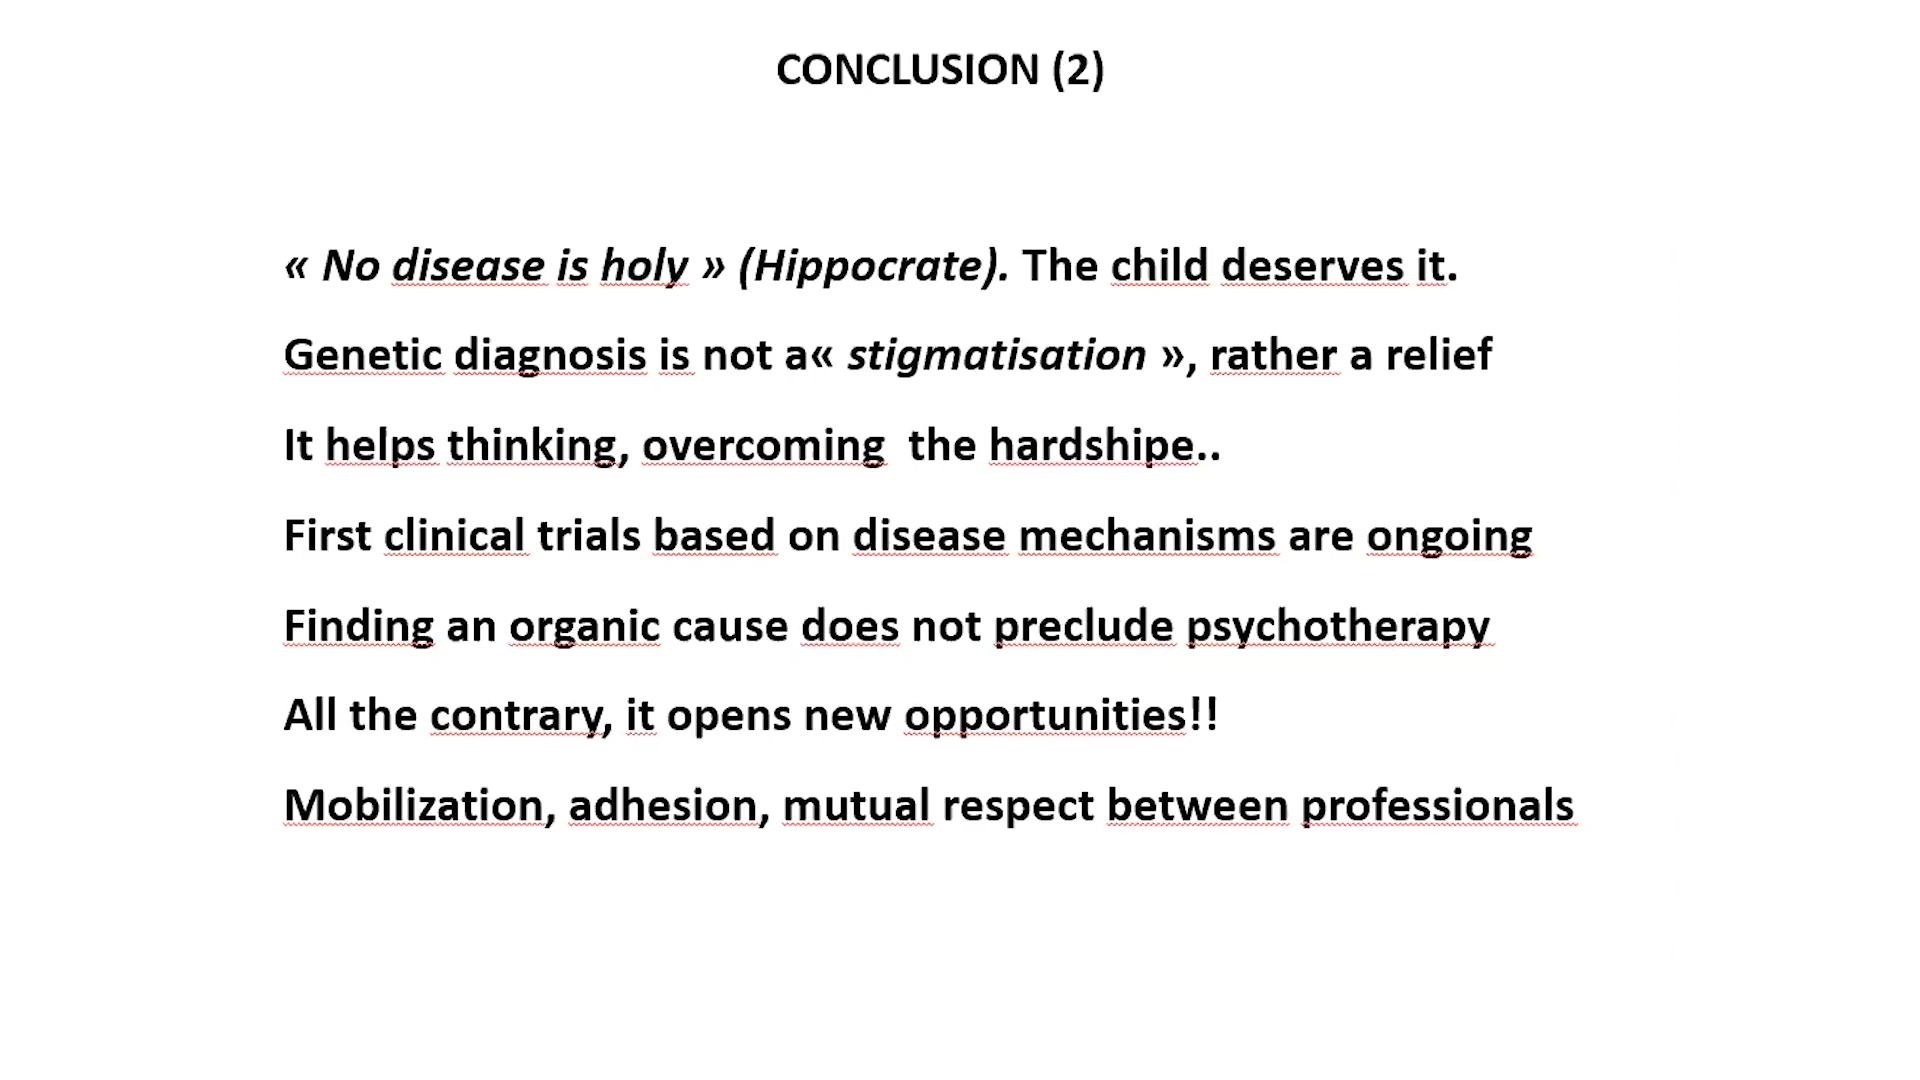 CONCLUSION (2)
« No disease is holy » (Hippocrate). The child deserves it.
Genetic diagnosis is not a« stigmatisation », rather a relief
It helps thinking, overcoming  the hardshipe..
First clinical trials based on disease mechanisms are ongoing
Finding an organic cause does not preclude psychotherapy
All the contrary, it opens new opportunities!!
Mobilization, adhesion, mutual respect between professionals